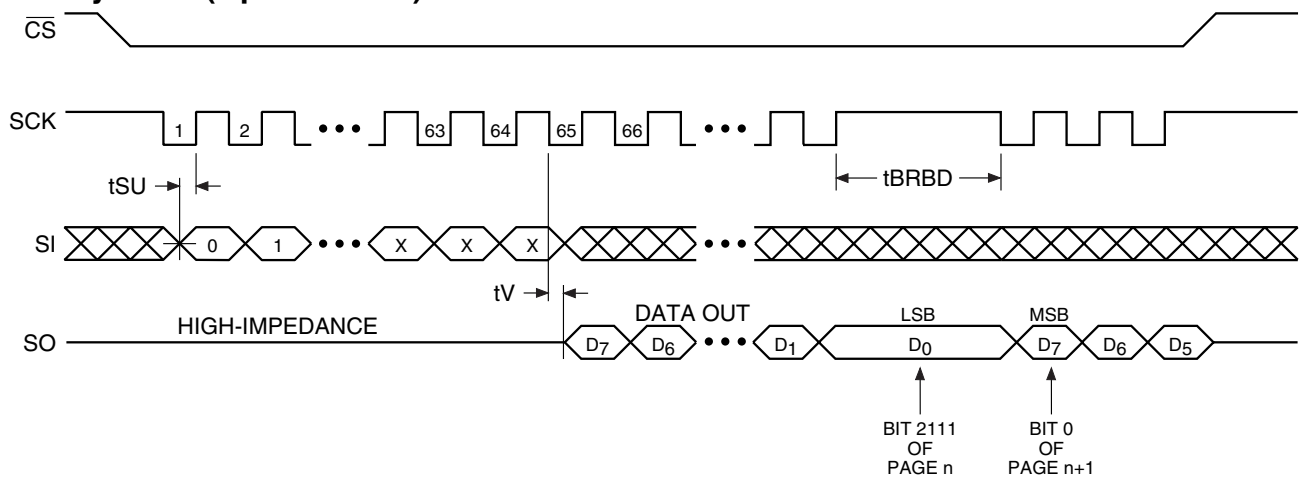 CS
SCK
1 2 ••• 63 64 65 66 •••
tSU
tBRBD
SI
0 1 ••• X X X •••
tV
HIGH-IMPEDANCE
DATA OUT
LSB
MSB
SO
D7 D6 ••• D1 D0 D7 D6 D5
BIT 2111
OF
PAGE n
BIT 0
OF
PAGE n+1